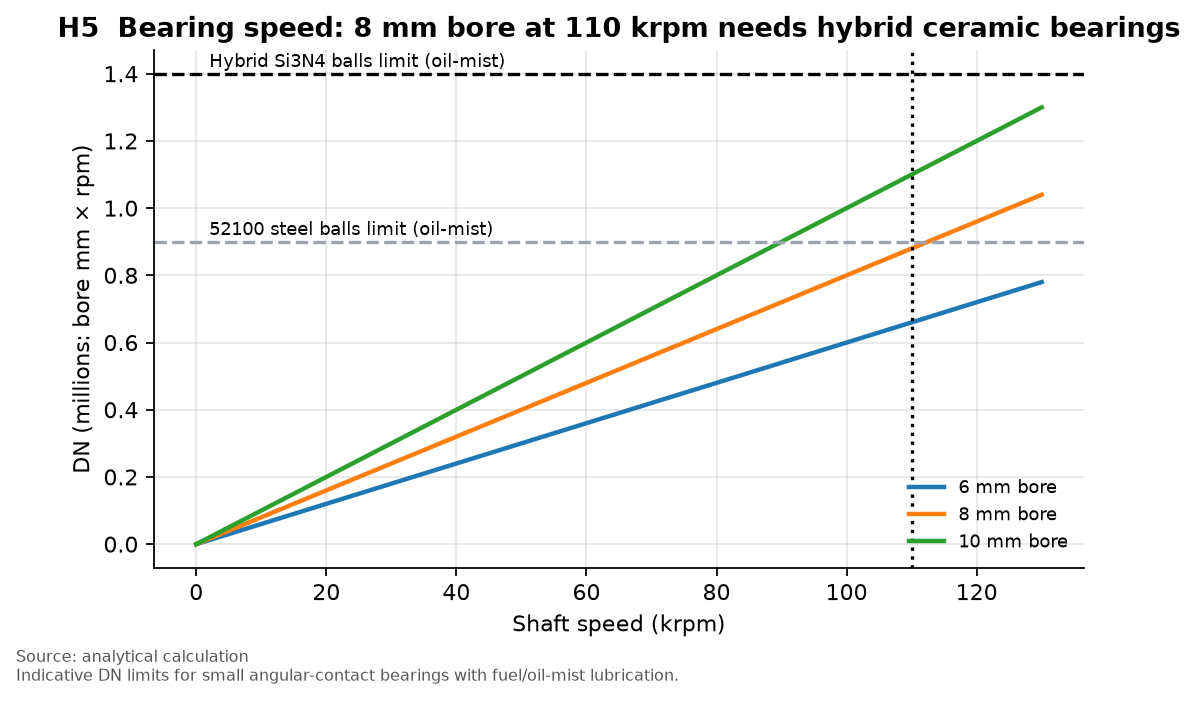 H5  Bearing speed: 8 mm bore at 110 krpm needs hybrid ceramic bearings
Hybrid Si3N4 balls limit (oil-mist)
52100 steel balls limit (oil-mist)
DN (millions: bore mm × rpm)
1.4
1.2
1.0
0.8
0.6
0.4
0.2
0.0
6 mm bore
8 mm bore
10 mm bore
0 20 40 60 80 100 120
Shaft speed (krpm)
Source: analytical calculation
Indicative DN limits for small angular-contact bearings with fuel/oil-mist lubrication.